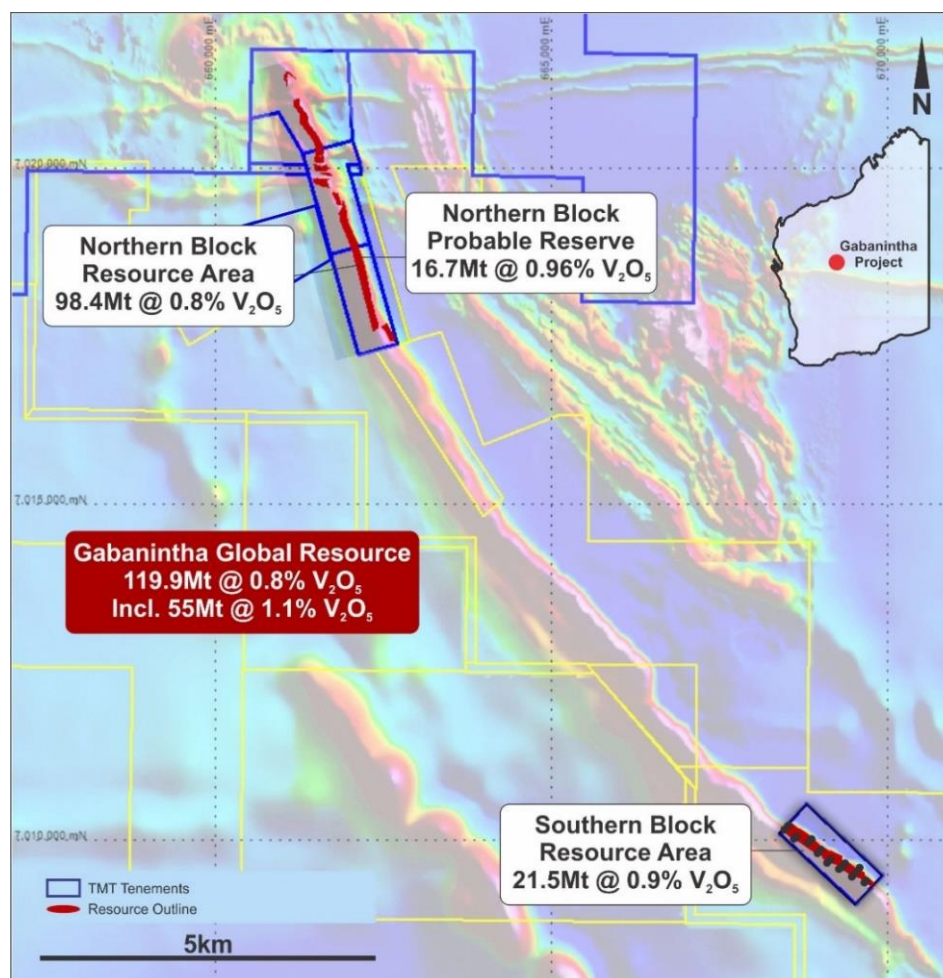 660,000 mE
665,000 mE
670,000 mE
N
7,020,000 mN
Northern Block
Resource Area
98.4Mt @ 0.8% V₂O₅
Northern Block
Probable Reserve
16.7Mt @ 0.96% V₂O₅
Gabanintha
Project
7,015,000 mN
Gabanintha Global Resource
119.9Mt @ 0.8% V₂O₅
Incl. 55Mt @ 1.1% V₂O₅
7,010,000 mN
Southern Block
Resource Area
21.5Mt @ 0.9% V₂O₅
TMT Tenements
Resource Outline
5km